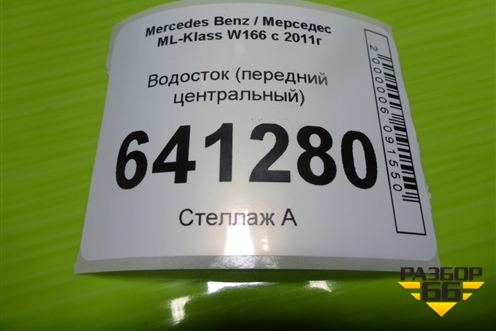 Mercedes Benz / Мерседес
ML-Klass W166 с 2011г
Водосток (передний
центральный)
641280
Стеллаж А
2000006091550
РАЗБОР
66